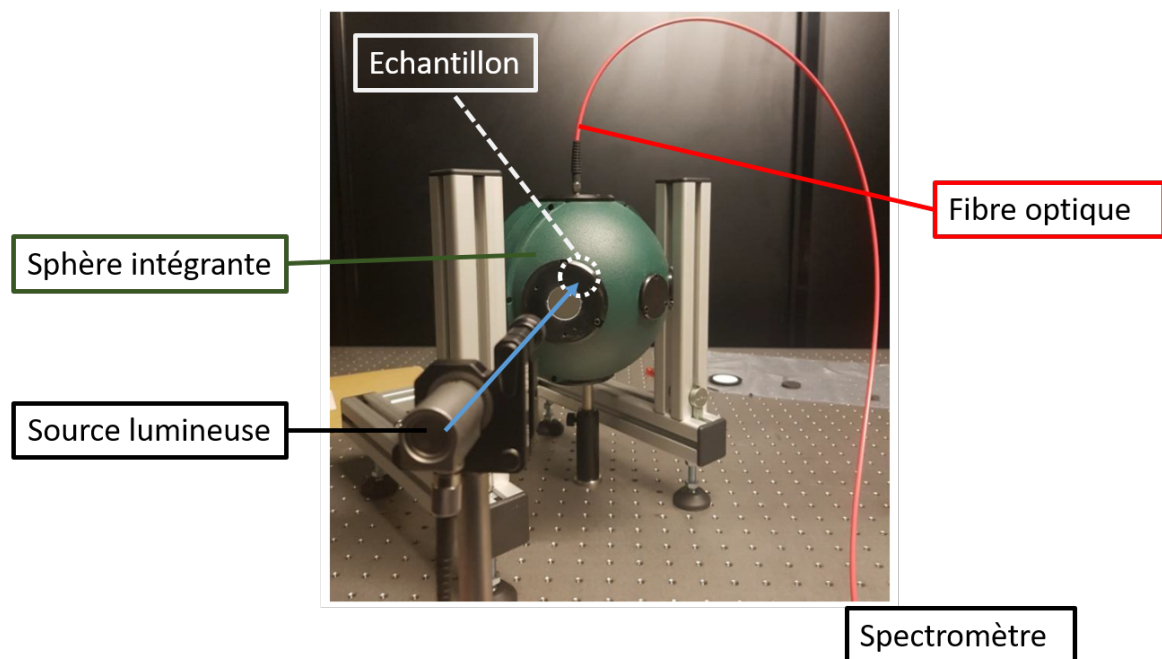 Echantillon
Fibre optique
Sphère intégrante
Source lumineuse
Spectromètre